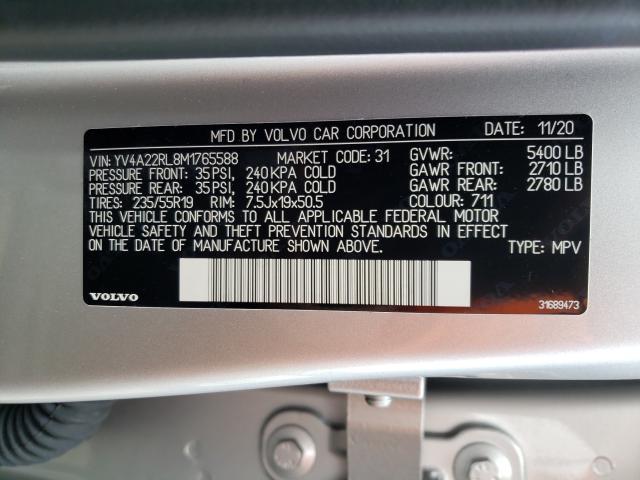 MFD BY VOLVO CAR CORPORATION DATE: 11/20
VIN: YV4A22RL8M1765588 MARKET CODE: 31 GVWR: 5400 LB
PRESSURE FRONT: 35 PSI, 240 KPA COLD GAWR FRONT: 2710 LB
PRESSURE REAR: 35 PSI, 240 KPA COLD GAWR REAR: 2780 LB
TIRES: 235/55R19 RIM: 7.5Jx19x50.5 COLOUR: 711
THIS VEHICLE CONFORMS TO ALL APPLICABLE FEDERAL MOTOR
VEHICLE SAFETY AND THEFT PREVENTION STANDARDS IN EFFECT
ON THE DATE OF MANUFACTURE SHOWN ABOVE. TYPE: MPV
VOLVO 31689473